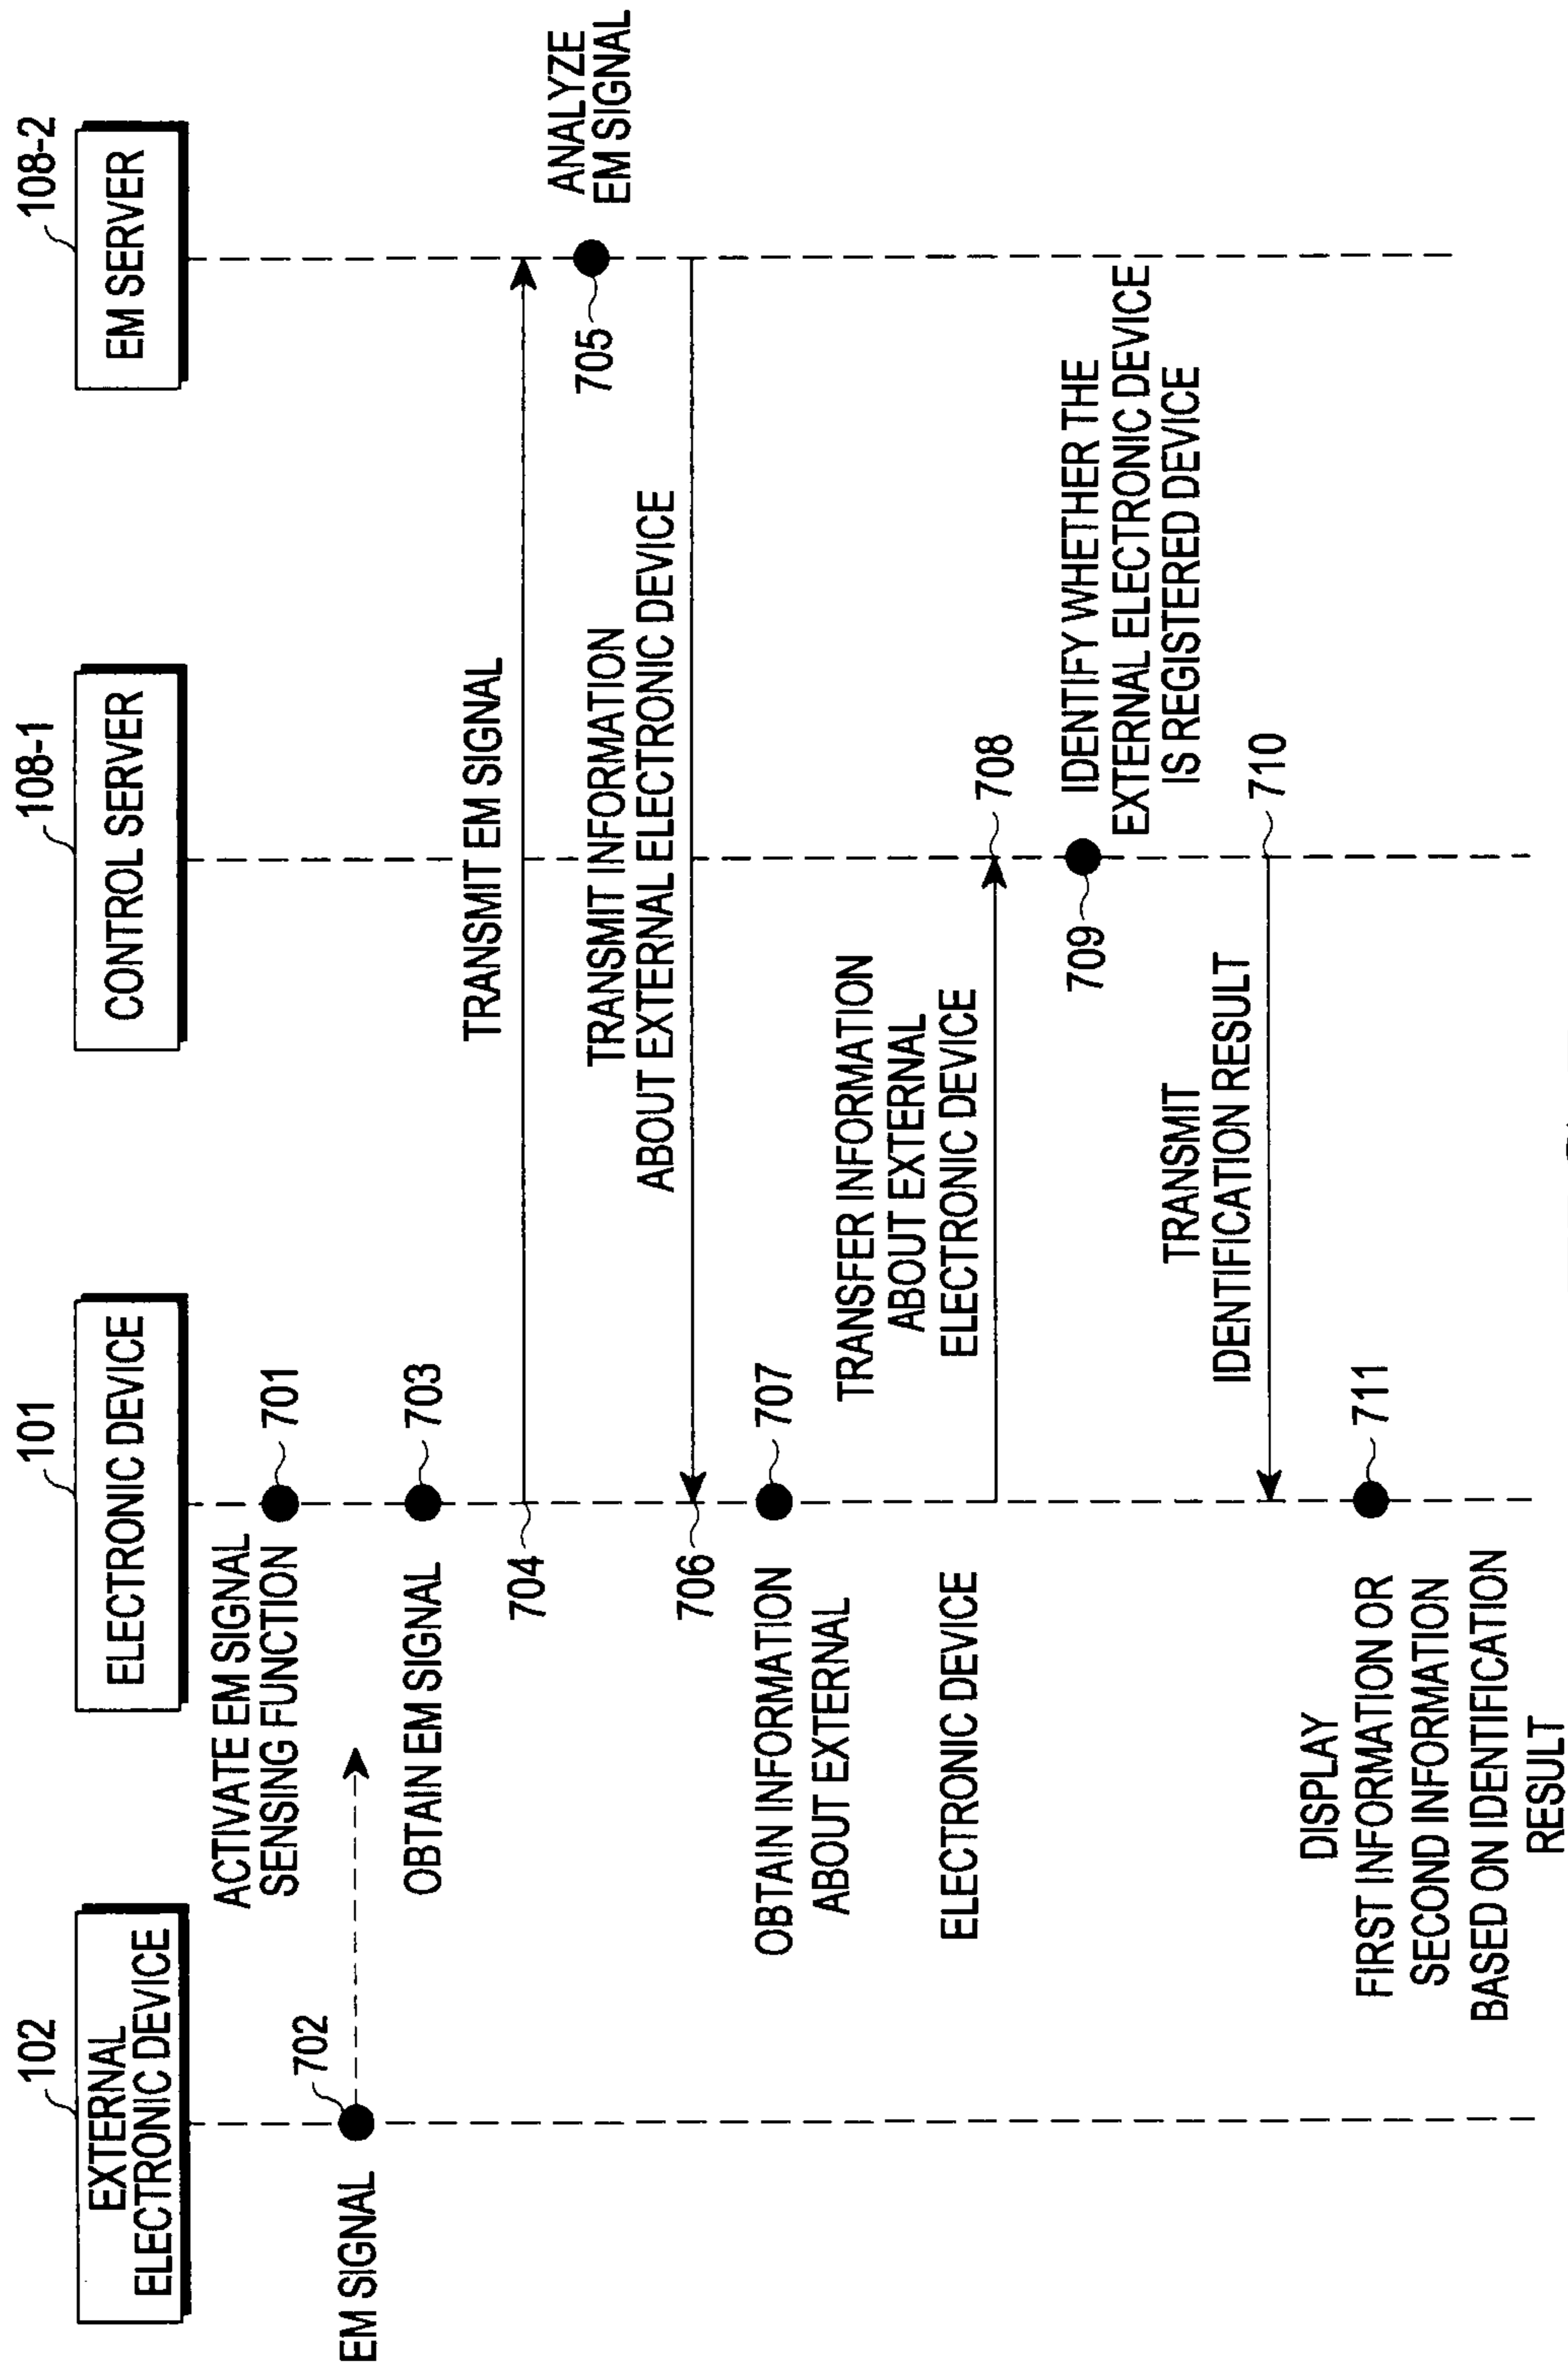 102
EXTERNAL
ELECTRONIC DEVICE
101
ELECTRONIC DEVICE
108-1
CONTROL SERVER
108-2
EM SERVER
ACTIVATE EM SIGNAL
SENSING FUNCTION
701
702
EM SIGNAL
OBTAIN EM SIGNAL
703
TRANSMIT EM SIGNAL
704
ANALYZE
EM SIGNAL
705
TRANSMIT INFORMATION
ABOUT EXTERNAL ELECTRONIC DEVICE
706
OBTAIN INFORMATION
ABOUT EXTERNAL
ELECTRONIC DEVICE
707
TRANSFER INFORMATION
ABOUT EXTERNAL
ELECTRONIC DEVICE
708
709
IDENTIFY WHETHER THE
EXTERNAL ELECTRONIC DEVICE
IS REGISTERED DEVICE
TRANSMIT
IDENTIFICATION RESULT
710
DISPLAY
FIRST INFORMATION OR
SECOND INFORMATION
BASED ON IDENTIFICATION
RESULT
711